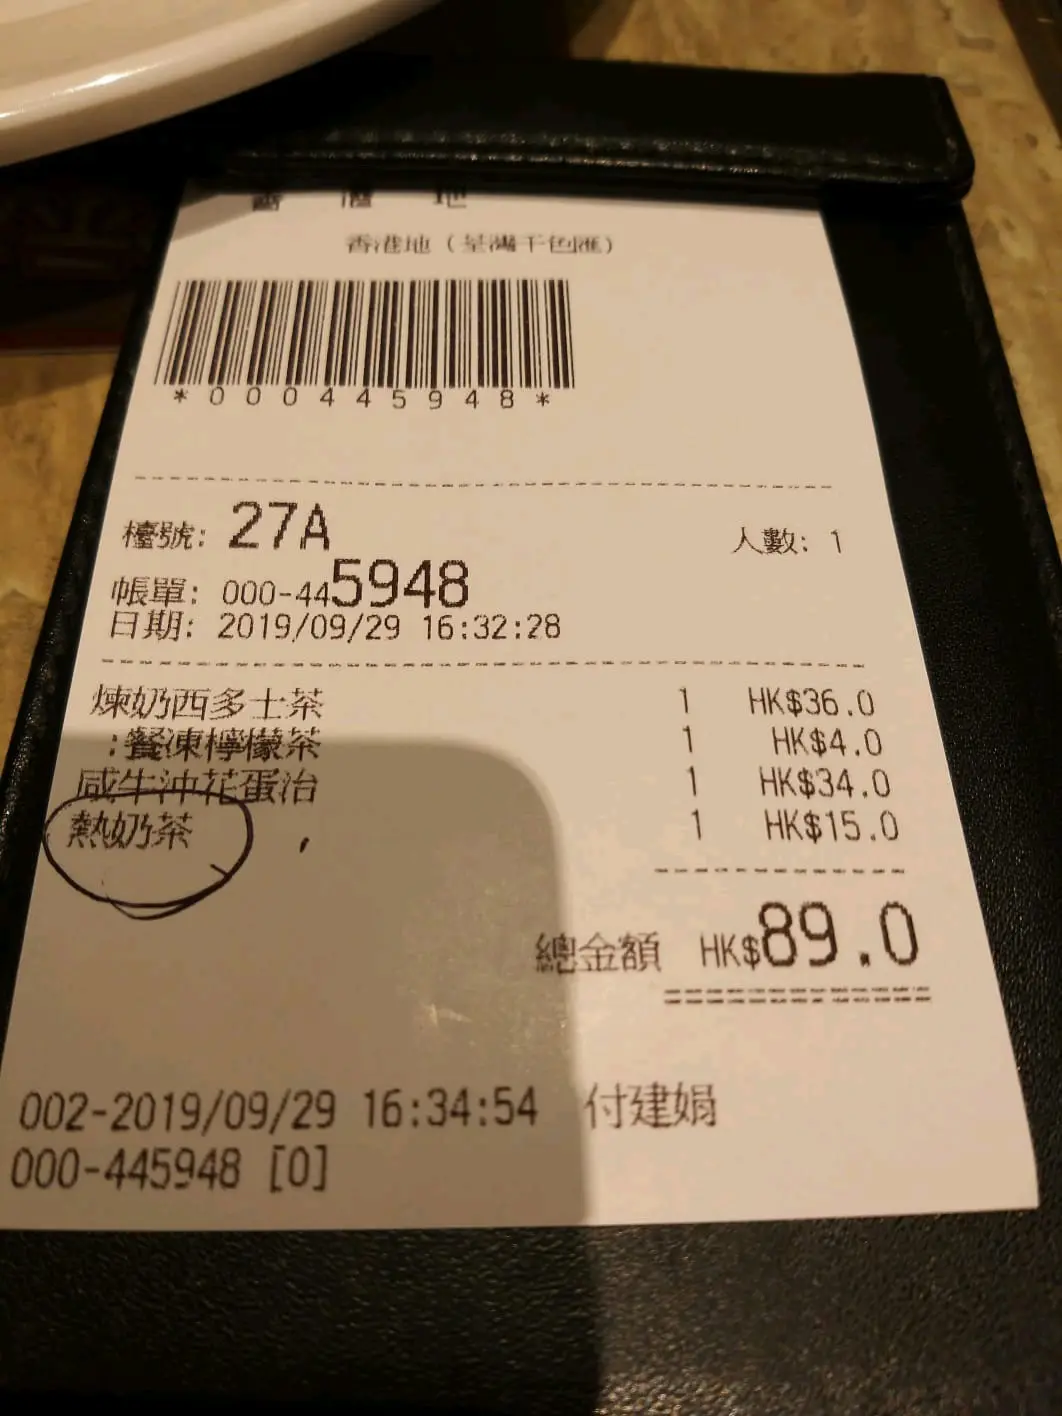 香港地
香港地（荃灣千色匯）
*000445948*
檯號: 27A 人數: 1
帳單: 000-445948
日期: 2019/09/29 16:32:28
煉奶西多士茶 1 HK$36.0
:餐凍檸檬茶 1 HK$4.0
咸牛沖花蛋治 1 HK$34.0
熱奶茶 1 HK$15.0
總金額 HK$89.0
002-2019/09/29 16:34:54 付建娟
000-445948 [0]